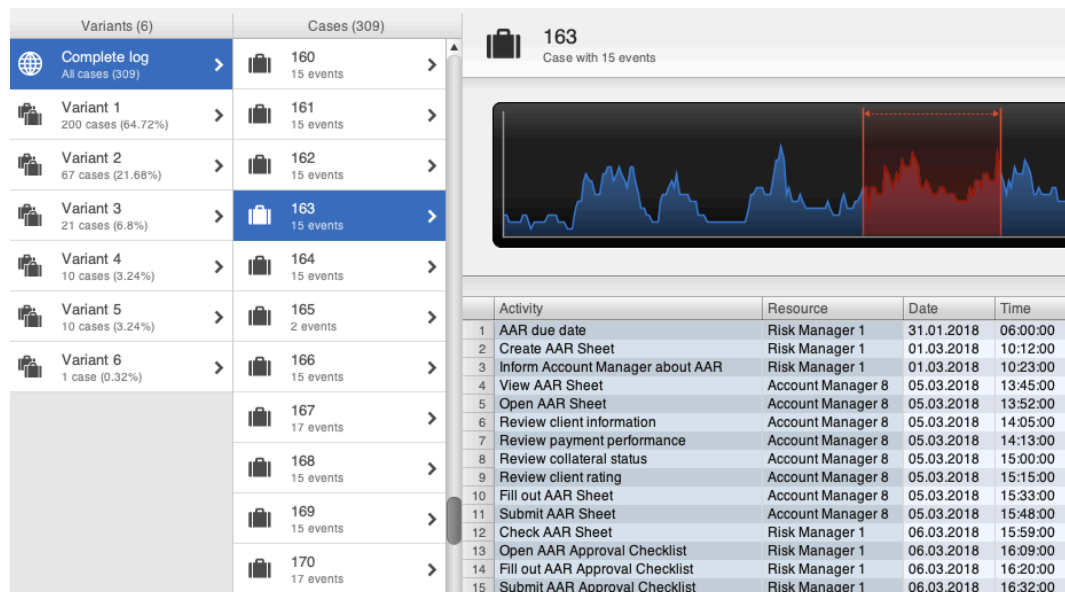 Variants (6)
Complete log
All cases (309)
Variant 1
200 cases (64.72%)
Variant 2
67 cases (21.68%)
Variant 3
21 cases (6.8%)
Variant 4
10 cases (3.24%)
Variant 5
10 cases (3.24%)
Variant 6
1 case (0.32%)
Cases (309)
160
15 events
161
15 events
162
15 events
163
15 events
164
15 events
165
2 events
166
15 events
167
17 events
168
15 events
169
15 events
170
17 events
163
Case with 15 events
Activity Resource Date Time
1 AAR due date Risk Manager 1 31.01.2018 06:00:00
2 Create AAR Sheet Risk Manager 1 01.03.2018 10:12:00
3 Inform Account Manager about AAR Risk Manager 1 01.03.2018 10:23:00
4 View AAR Sheet Account Manager 8 05.03.2018 13:45:00
5 Open AAR Sheet Account Manager 8 05.03.2018 13:52:00
6 Review client information Account Manager 8 05.03.2018 14:05:00
7 Review payment performance Account Manager 8 05.03.2018 14:13:00
8 Review collateral status Account Manager 8 05.03.2018 15:00:00
9 Review client rating Account Manager 8 05.03.2018 15:15:00
10 Fill out AAR Sheet Account Manager 8 05.03.2018 15:33:00
11 Submit AAR Sheet Account Manager 8 05.03.2018 15:48:00
12 Check AAR Sheet Risk Manager 1 06.03.2018 15:59:00
13 Open AAR Approval Checklist Risk Manager 1 06.03.2018 16:09:00
14 Fill out AAR Approval Checklist Risk Manager 1 06.03.2018 16:20:00
15 Submit AAR Approval Checklist Risk Manager 1 06.03.2018 16:32:00